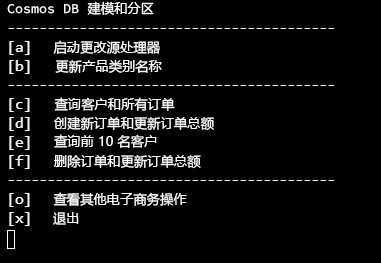 Cosmos DB 建模和分区
-----------------------------------------
[a] 启动更改源处理器
[b] 更新产品类别名称
-----------------------------------------
[c] 查询客户和所有订单
[d] 创建新订单和更新订单总额
[e] 查询前 10 名客户
[f] 删除订单和更新订单总额
-----------------------------------------
[o] 查看其他电子商务操作
[x] 退出